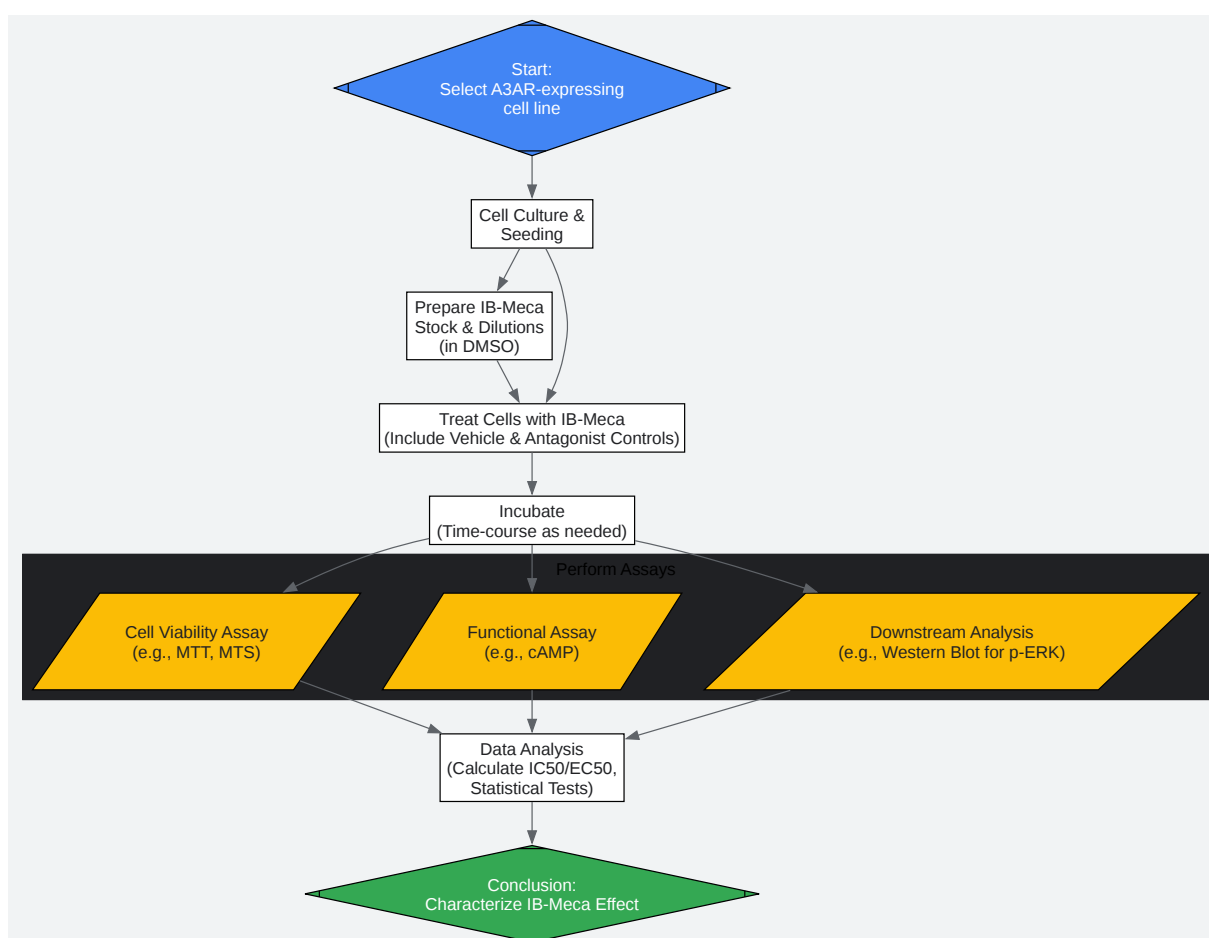 Start:
Select A3AR-expressing
cell line
Cell Culture &
Seeding
Prepare IB-Meca
Stock & Dilutions
(in DMSO)
Treat Cells with IB-Meca
(Include Vehicle & Antagonist Controls)
Incubate
(Time-course as needed)
Perform Assays
Cell Viability Assay
(e.g., MTT, MTS)
Functional Assay
(e.g., cAMP)
Downstream Analysis
(e.g., Western Blot for p-ERK)
Data Analysis
(Calculate IC50/EC50,
Statistical Tests)
Conclusion:
Characterize IB-Meca Effect